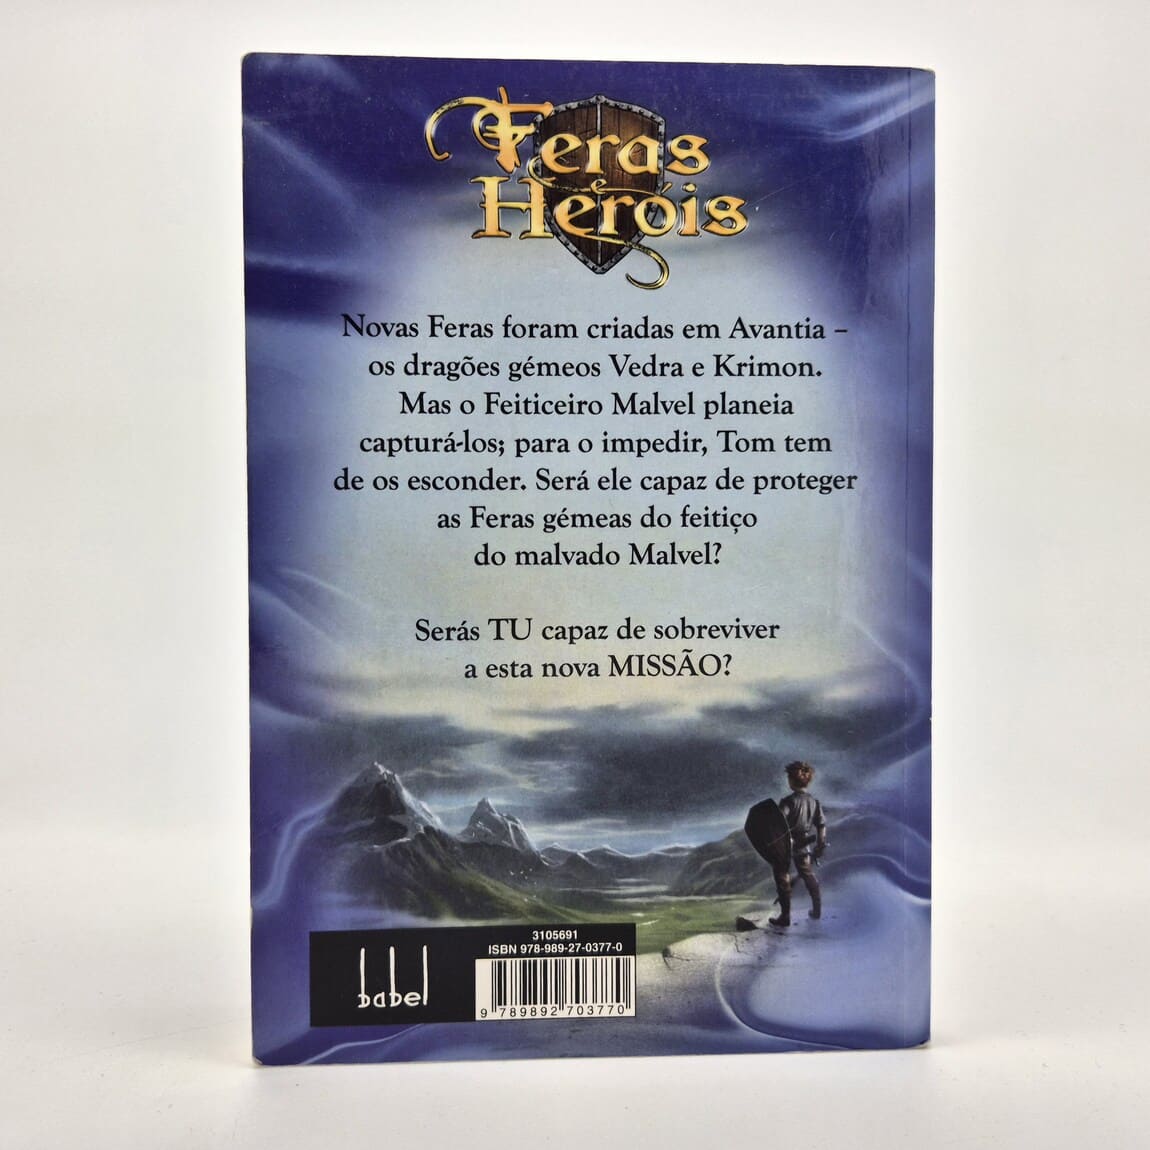 Feras
e
Heróis
Novas Feras foram criadas em Avantia –
os dragões gémeos Vedra e Krimon.
Mas o Feiticeiro Malvel planeia
capturá-los; para o impedir, Tom tem
de os esconder. Será ele capaz de proteger
as Feras gémeas do feitiço
do malvado Malvel?
Serás TU capaz de sobreviver
a esta nova MISSÃO?
babel
3105691
ISBN 978-989-27-0377-0
9 789892 703770